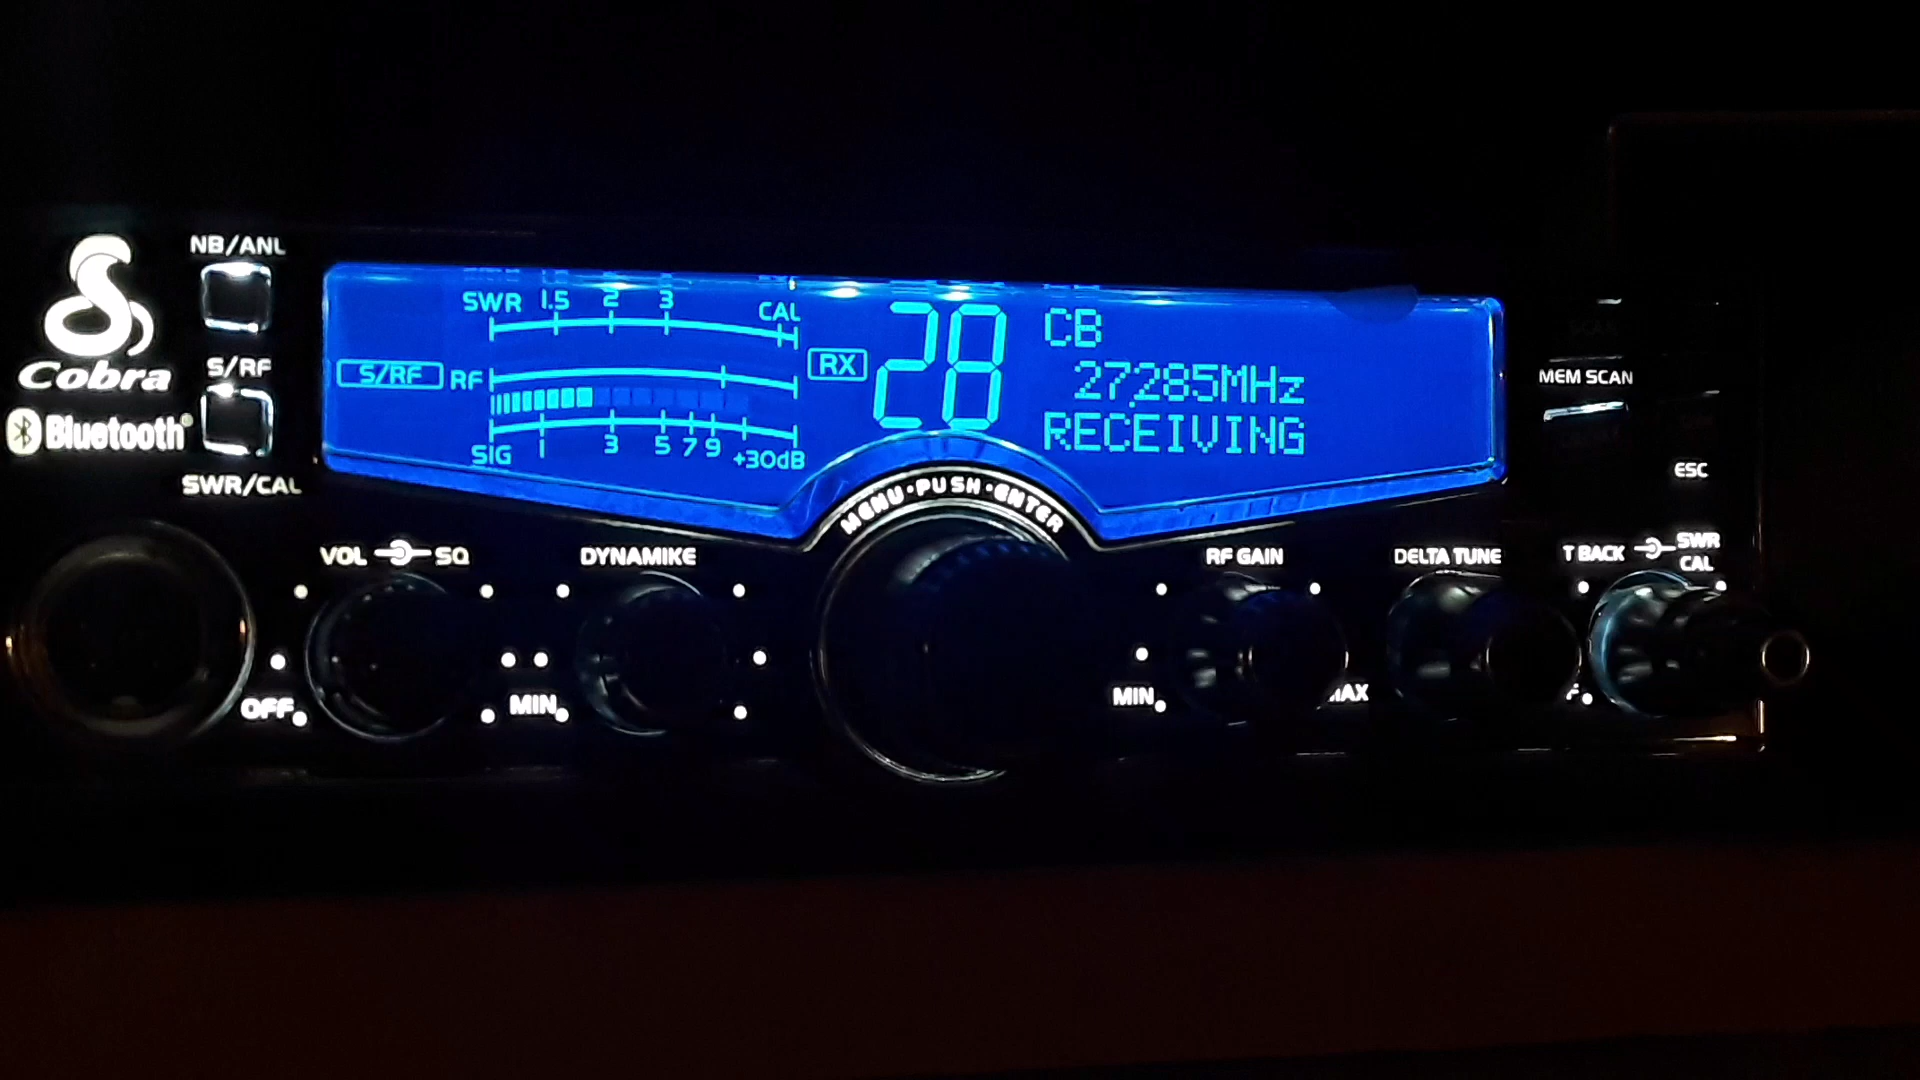 NB/ANL
Cobra
Bluetooth®
S/RF
SWR/CAL
SWR 1.5 2 3 CAL
S/RF RF
SIG 1 3 5 7 9 +30dB
RX 28
CB
27.285MHz
RECEIVING
MEM SCAN
ESC
MENU•PUSH•ENTER
VOL SQ
DYNAMIKE
RF GAIN
DELTA TUNE
T BACK SWR CAL
OFF
MIN
MIN